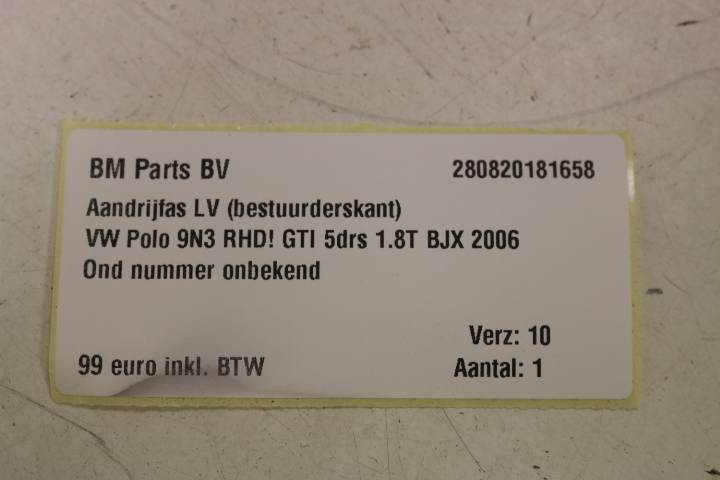 BM Parts BV 280820181658
Aandrijfas LV (bestuurderskant)
VW Polo 9N3 RHD! GTI 5drs 1.8T BJX 2006
Ond nummer onbekend
Verz: 10
99 euro inkl. BTW Aantal: 1